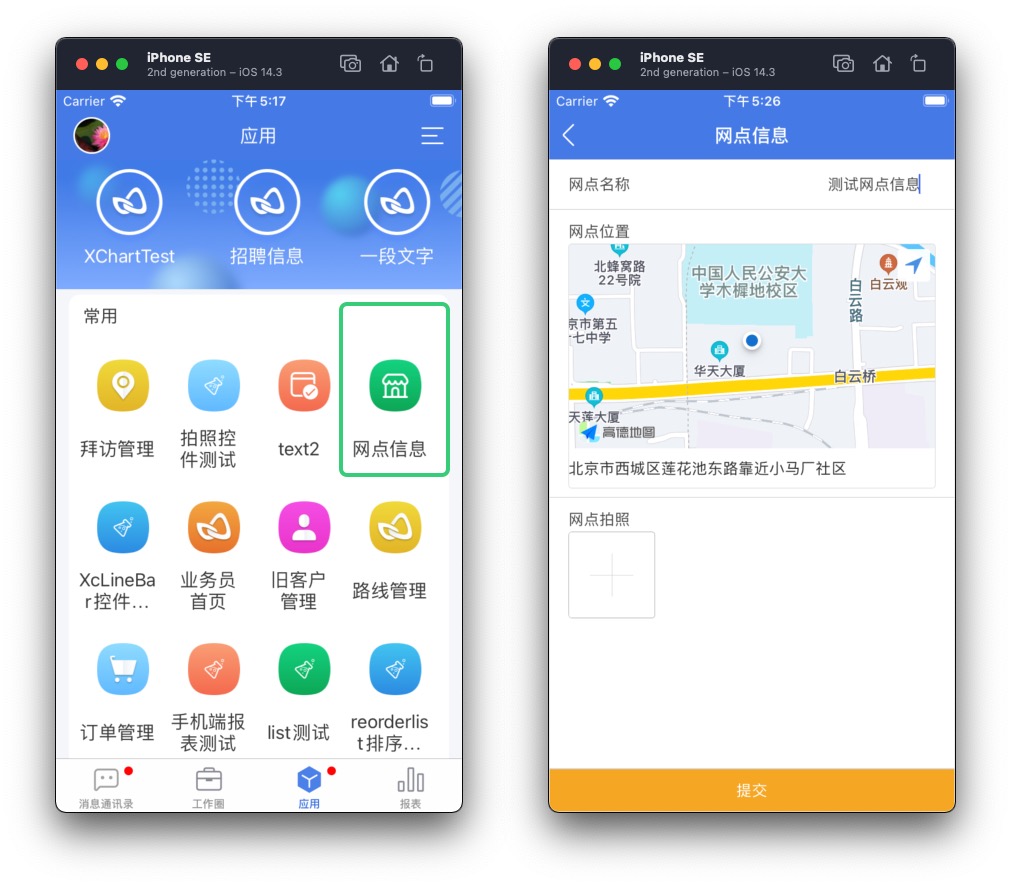 iPhone SE
2nd generation – iOS 14.3
Carrier 下午5:17
应用
XChartTest 招聘信息 一段文字
常用
拜访管理 拍照控件测试 text2 网点信息
XcLineBar控件... 业务员首页 旧客户管理 路线管理
订单管理 手机端报表测试 list测试 reorderlist排序...
消息通讯录 工作圈 应用 报表
iPhone SE
2nd generation – iOS 14.3
Carrier 下午5:26
网点信息
网点名称 测试网点信息
网点位置
北蜂窝路
22号院
中国人民公安大
学木樨地校区
白云观
白云路
文
京市第五
七中学
华天大厦
白云桥
天莲大厦
高德地图
北京市西城区莲花池东路靠近小马厂社区
网点拍照
提交